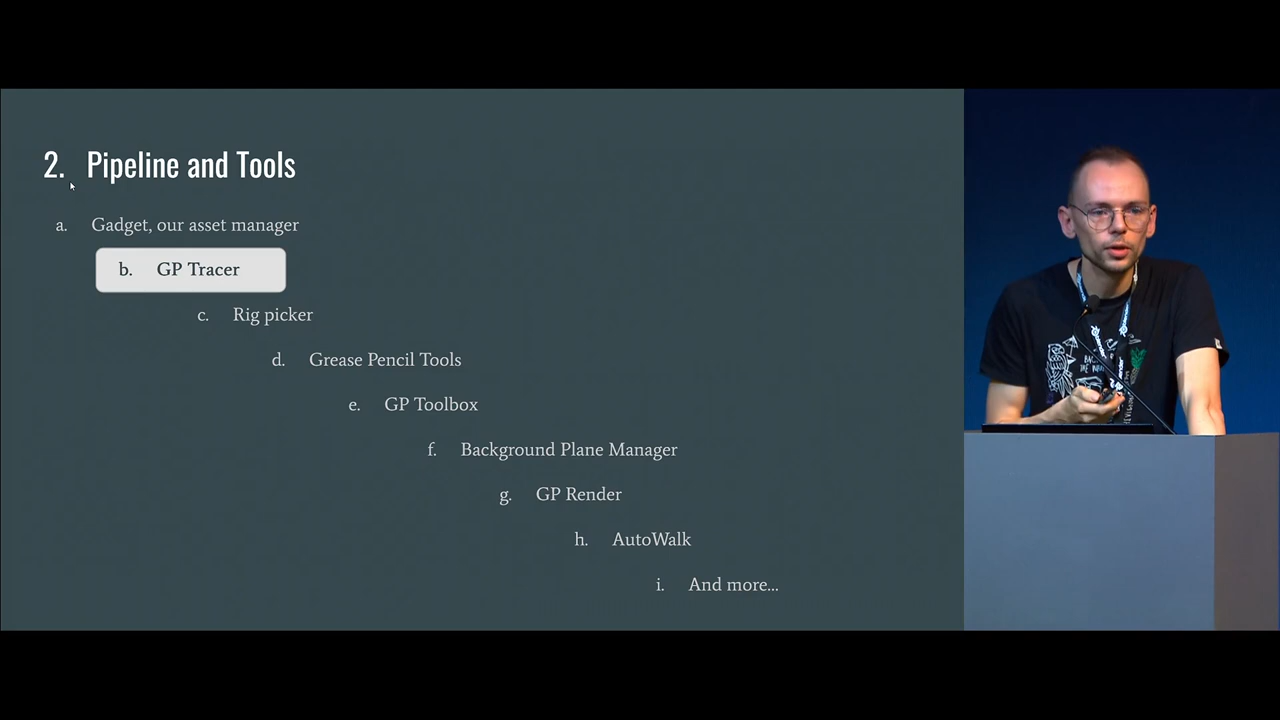 2. Pipeline and Tools
a. Gadget, our asset manager
b. GP Tracer
c. Rig picker
d. Grease Pencil Tools
e. GP Toolbox
f. Background Plane Manager
g. GP Render
h. AutoWalk
i. And more...